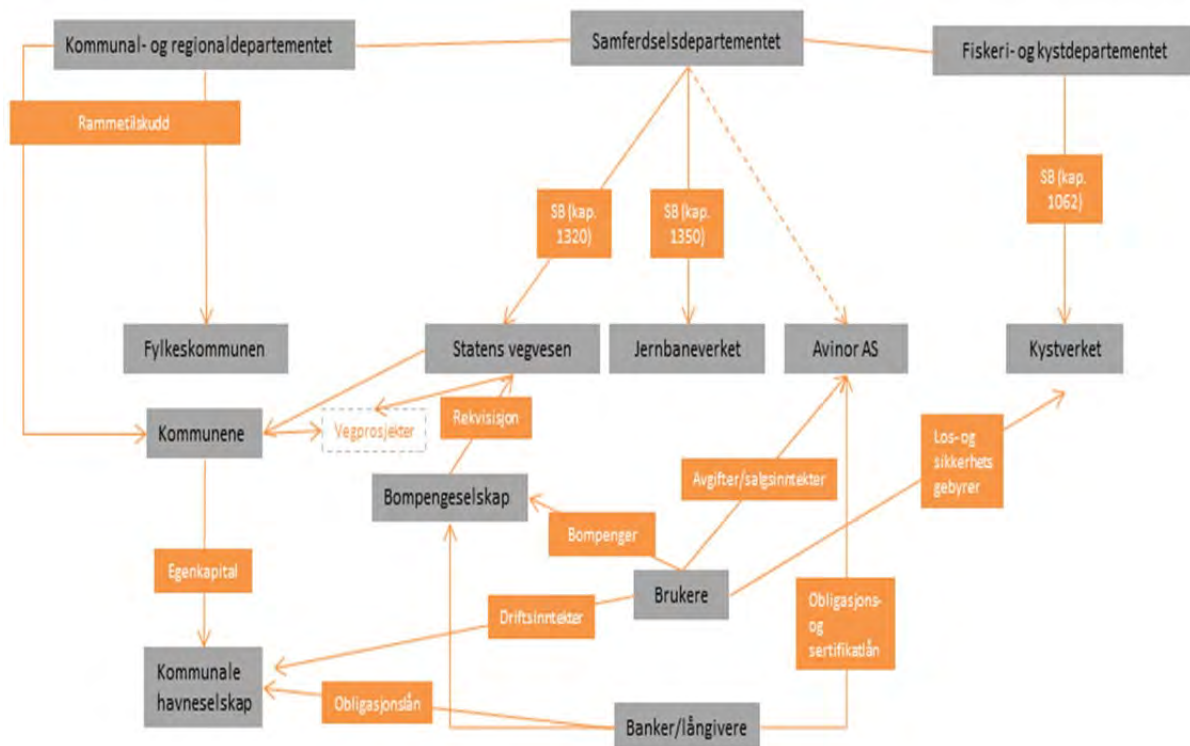 Kommunal- og regionaldepartementet
Samferdselsdepartementet
Fiskeri- og kystdepartementet
Rammetilskudd
SB (kap.
1320)
SB (kap.
1350)
SB (kap.
1062)
Fylkeskommunen
Statens vegvesen
Jernbaneverket
Avinor AS
Kystverket
Kommunene
Vegprosjekter
Rekvisisjon
Los- og
sikkerhets
gebyrer
Avgifter/salgsinntekter
Bompengeselskap
Bompenger
Egenkapital
Brukere
Driftsinntekter
Obligasjons-
og
sertifikatlån
Kommunale
havneselskap
Obligasjonslån
Banker/långivere